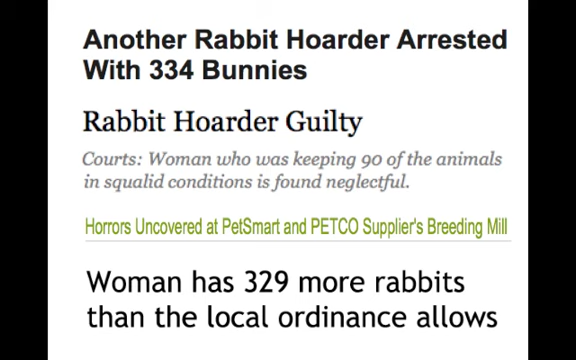 Another Rabbit Hoarder Arrested
With 334 Bunnies
Rabbit Hoarder Guilty
Courts: Woman who was keeping 90 of the animals
in squalid conditions is found neglectful.
Horrors Uncovered at PetSmart and PETCO Supplier's Breeding Mill
Woman has 329 more rabbits
than the local ordinance allows